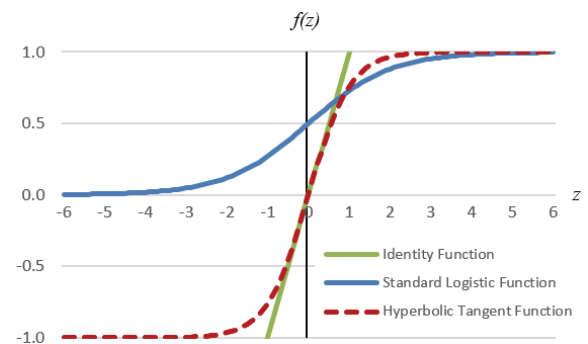 f(z)
1.0
0.5
0.0
-6 -5 -4 -3 -2 -1 0 1 2 3 4 5 6 z
-0.5
-1.0
Identity Function
Standard Logistic Function
Hyperbolic Tangent Function